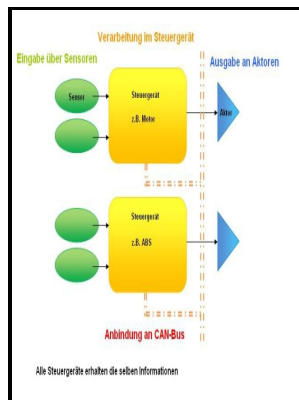 Verarbeitung im Steuergerät
Eingabe über Sensoren
Ausgabe an Aktoren
Sensor
Steuergerät
z.B. Motor
Aktor
Steuergerät
z.B. ABS
Anbindung an CAN-Bus
Alle Steuergeräte erhalten die selben Informationen